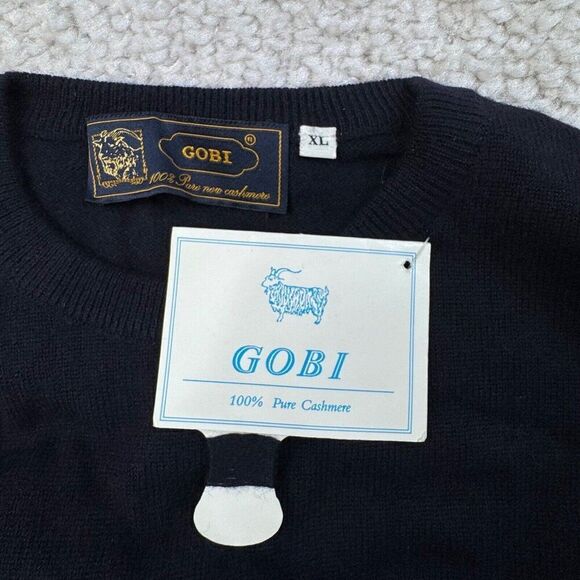 GOBI
®
XL
100% Pure new cashmere
GOBI
100% Pure Cashmere